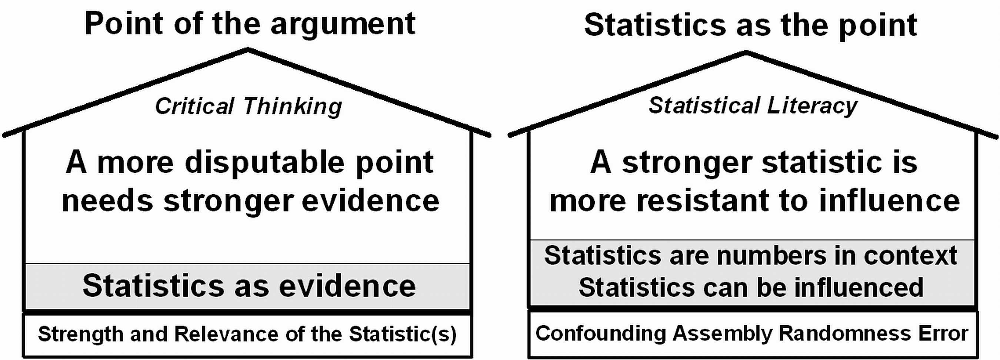 Point of the argument
Critical Thinking
A more disputable point
needs stronger evidence
Statistics as evidence
Strength and Relevance of the Statistic(s)
Statistics as the point
Statistical Literacy
A stronger statistic is
more resistant to influence
Statistics are numbers in context
Statistics can be influenced
Confounding Assembly Randomness Error